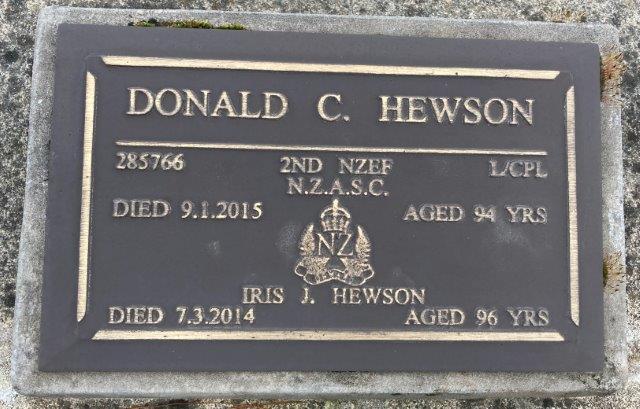 DONALD C. HEWSON
285766 2ND NZEF L/CPL
N.Z.A.S.C.
DIED 9.1.2015 AGED 94 YRS
NZ
IRIS J. HEWSON
DIED 7.3.2014 AGED 96 YRS